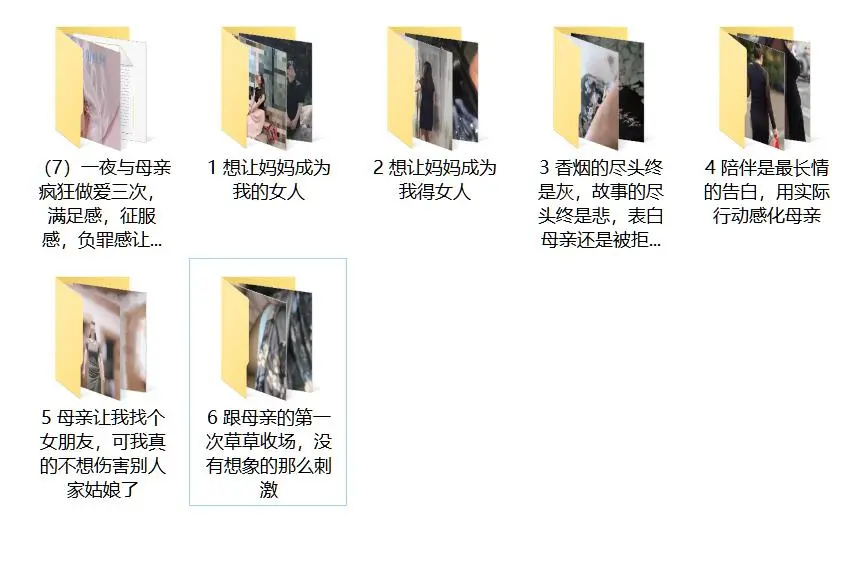 （7）一夜与母亲
疯狂做爱三次，
满足感，征服
感，负罪感让...
1 想让妈妈成为
我的女人
2 想让妈妈成为
我得女人
3 香烟的尽头终
是灰，故事的尽
头终是悲，表白
母亲还是被拒...
4 陪伴是最长情
的告白，用实际
行动感化母亲
5 母亲让我找个
女朋友，可我真
的不想伤害别人
家姑娘了
6 跟母亲的第一
次草草收场，没
有想象的那么刺
激